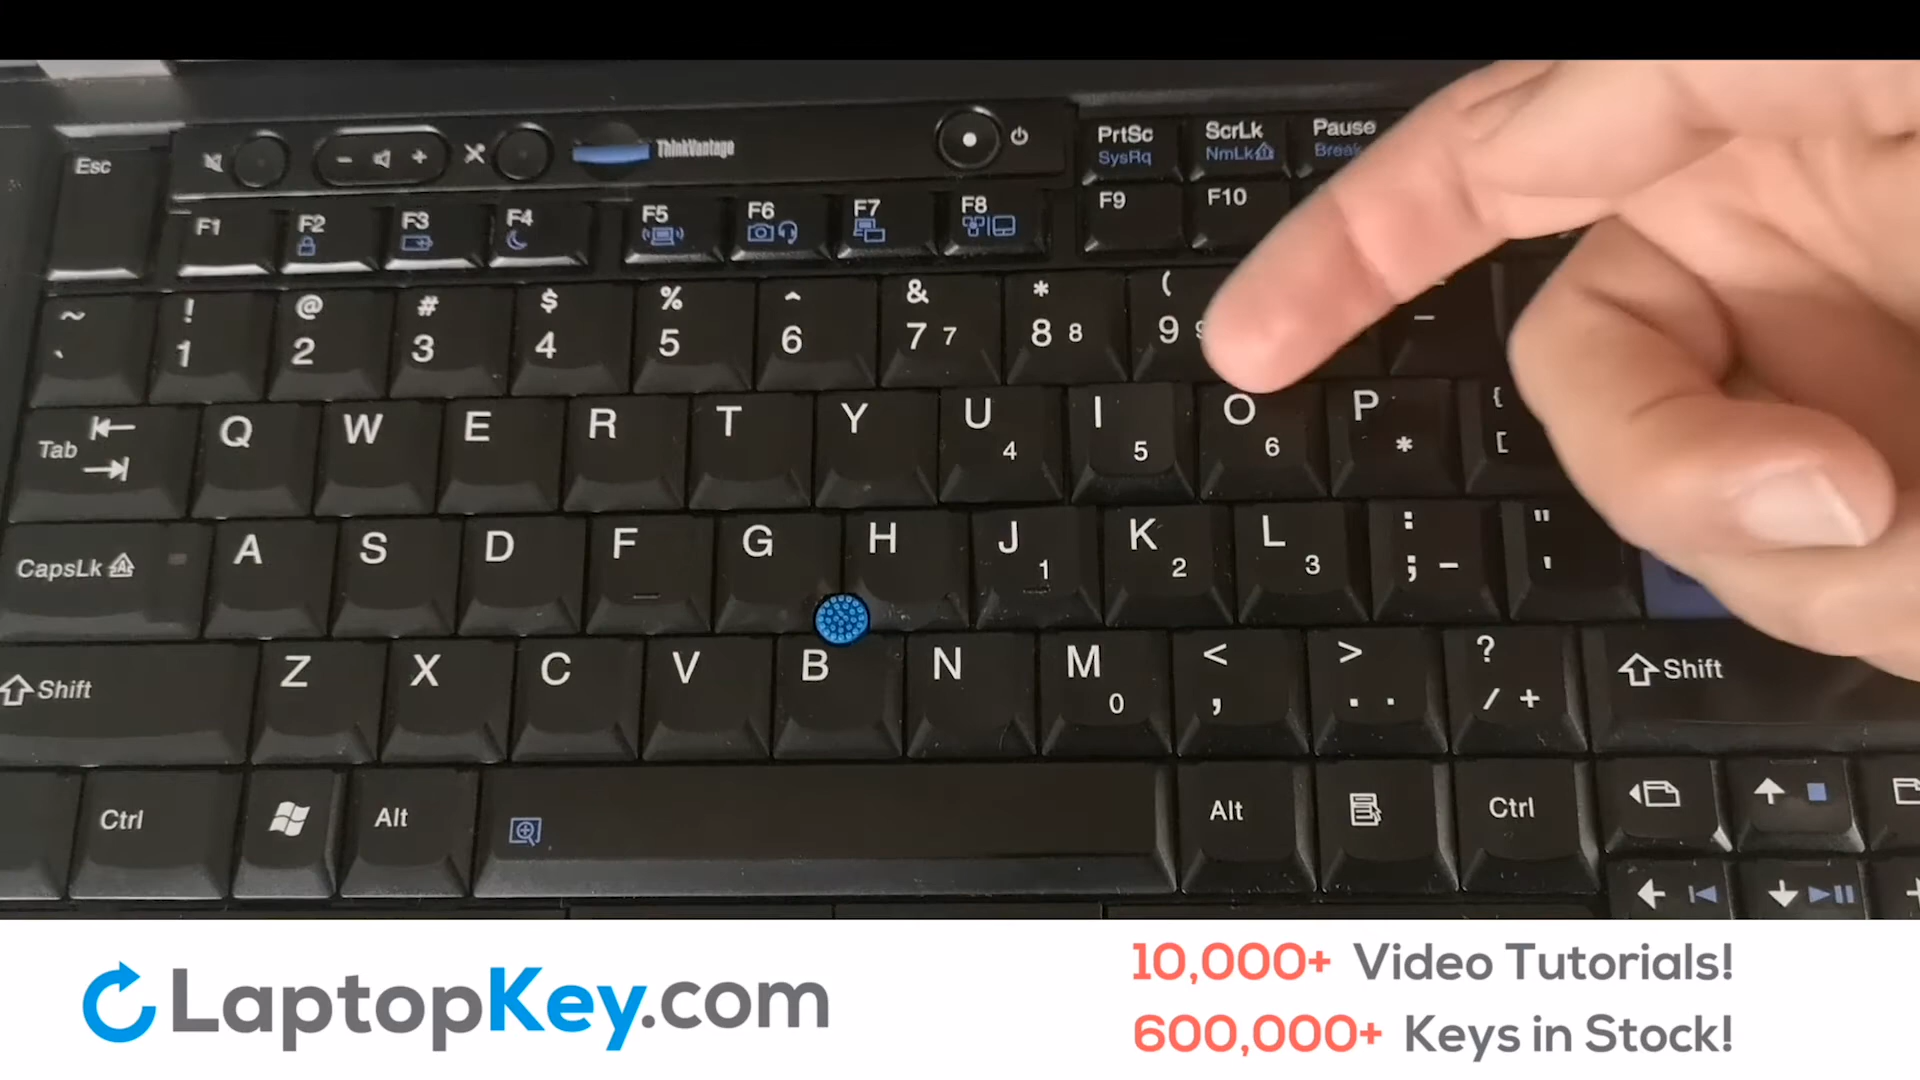 Esc
ThinkVantage
PrtSc ScrLk Pause
SysRq NmLk Break
F1 F2 F3 F4 F5 F6 F7 F8 F9 F10
~ ! @ # $ % ^ & * (
` 1 2 3 4 5 6 7 7 8 8 9
Tab Q W E R T Y U 4 I 5 O 6 P * { [
CapsLk A S D F G H J 1 K 2 L 3 : ; - " '
Shift Z X C V B N M 0 < , > . . ? / + Shift
Ctrl Alt Alt Ctrl
LaptopKey.com
10,000+ Video Tutorials!
600,000+ Keys in Stock!